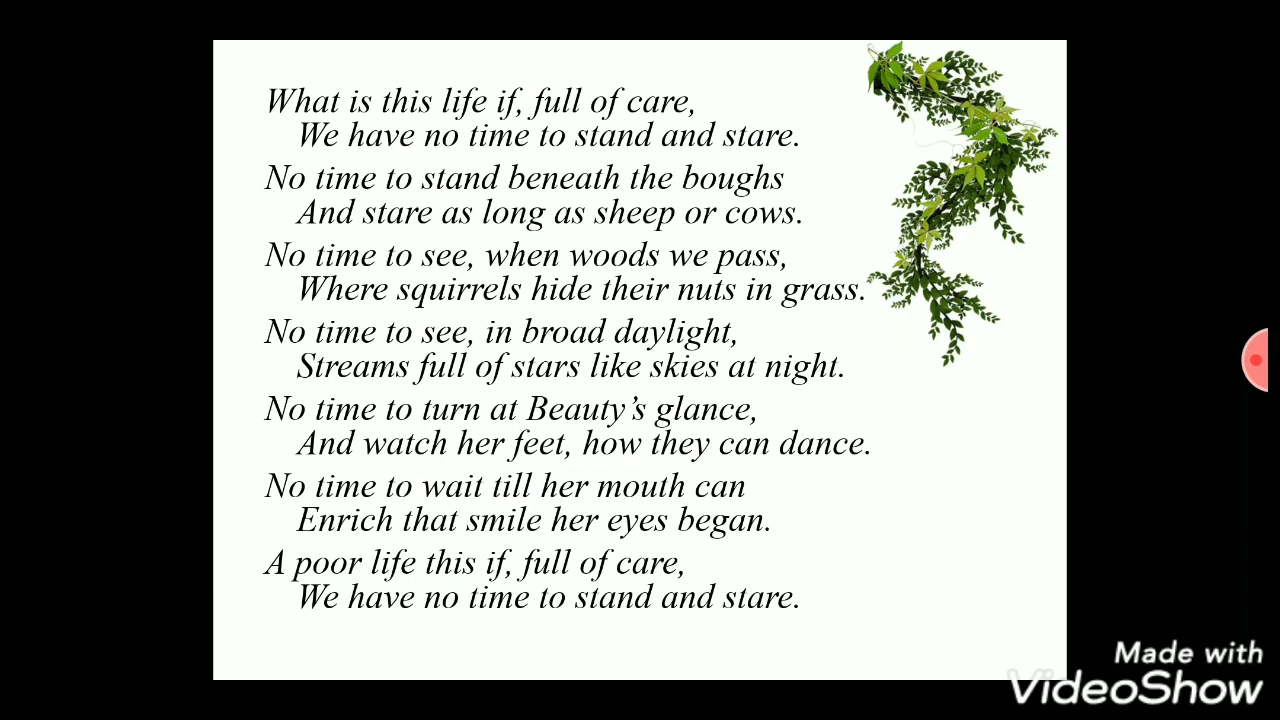 What is this life if, full of care,
We have no time to stand and stare.
No time to stand beneath the boughs
And stare as long as sheep or cows.
No time to see, when woods we pass,
Where squirrels hide their nuts in grass.
No time to see, in broad daylight,
Streams full of stars like skies at night.
No time to turn at Beauty’s glance,
And watch her feet, how they can dance.
No time to wait till her mouth can
Enrich that smile her eyes began.
A poor life this if, full of care,
We have no time to stand and stare.
Made with
VideoShow